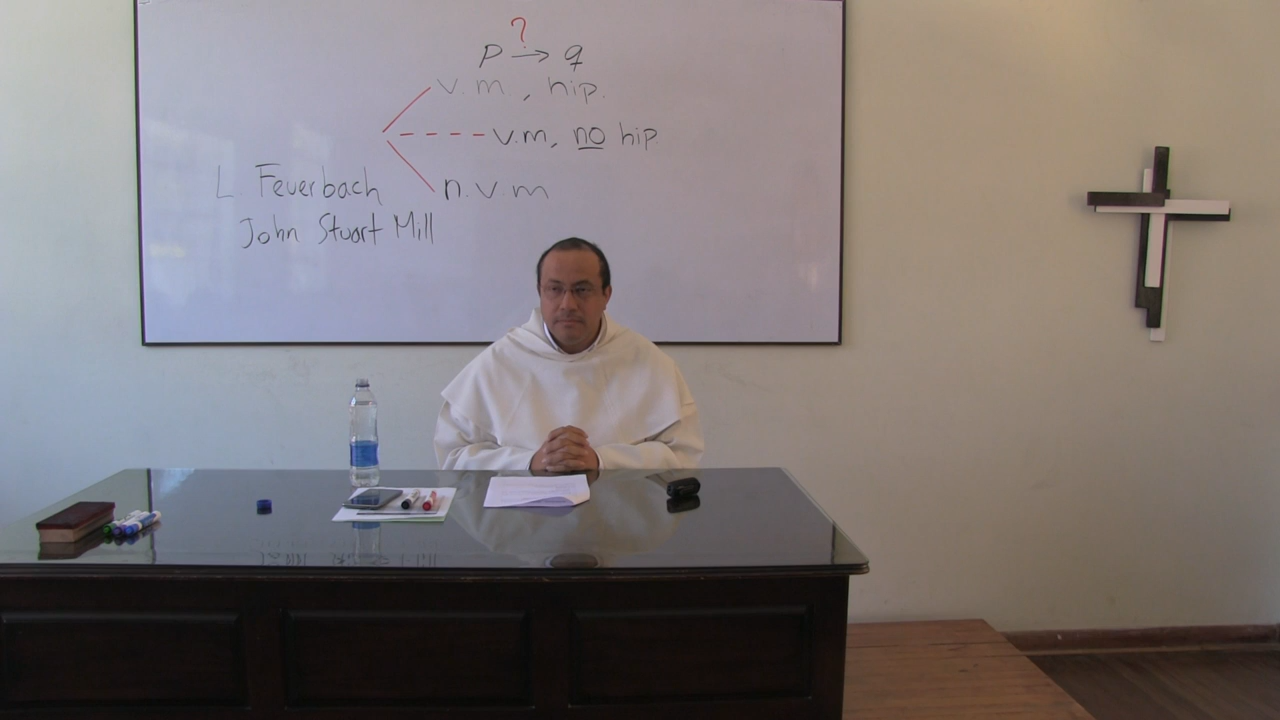 ?
p → q
v.m., hip.
v.m, no hip.
n.v.m
L. Feuerbach
John Stuart Mill